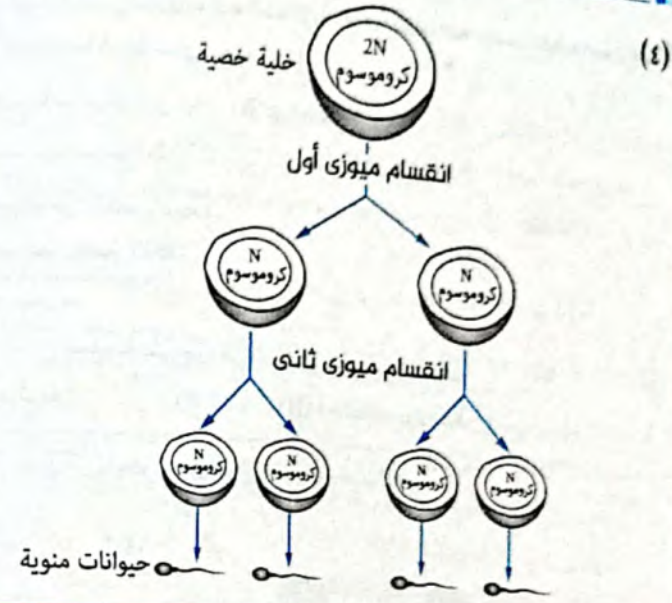 (٤)
2N
كروموسوم
خلية خصية
انقسام ميوزى أول
N
كروموسوم
N
كروموسوم
انقسام ميوزى ثانى
N
كروموسوم
N
كروموسوم
N
كروموسوم
N
كروموسوم
حيوانات منوية